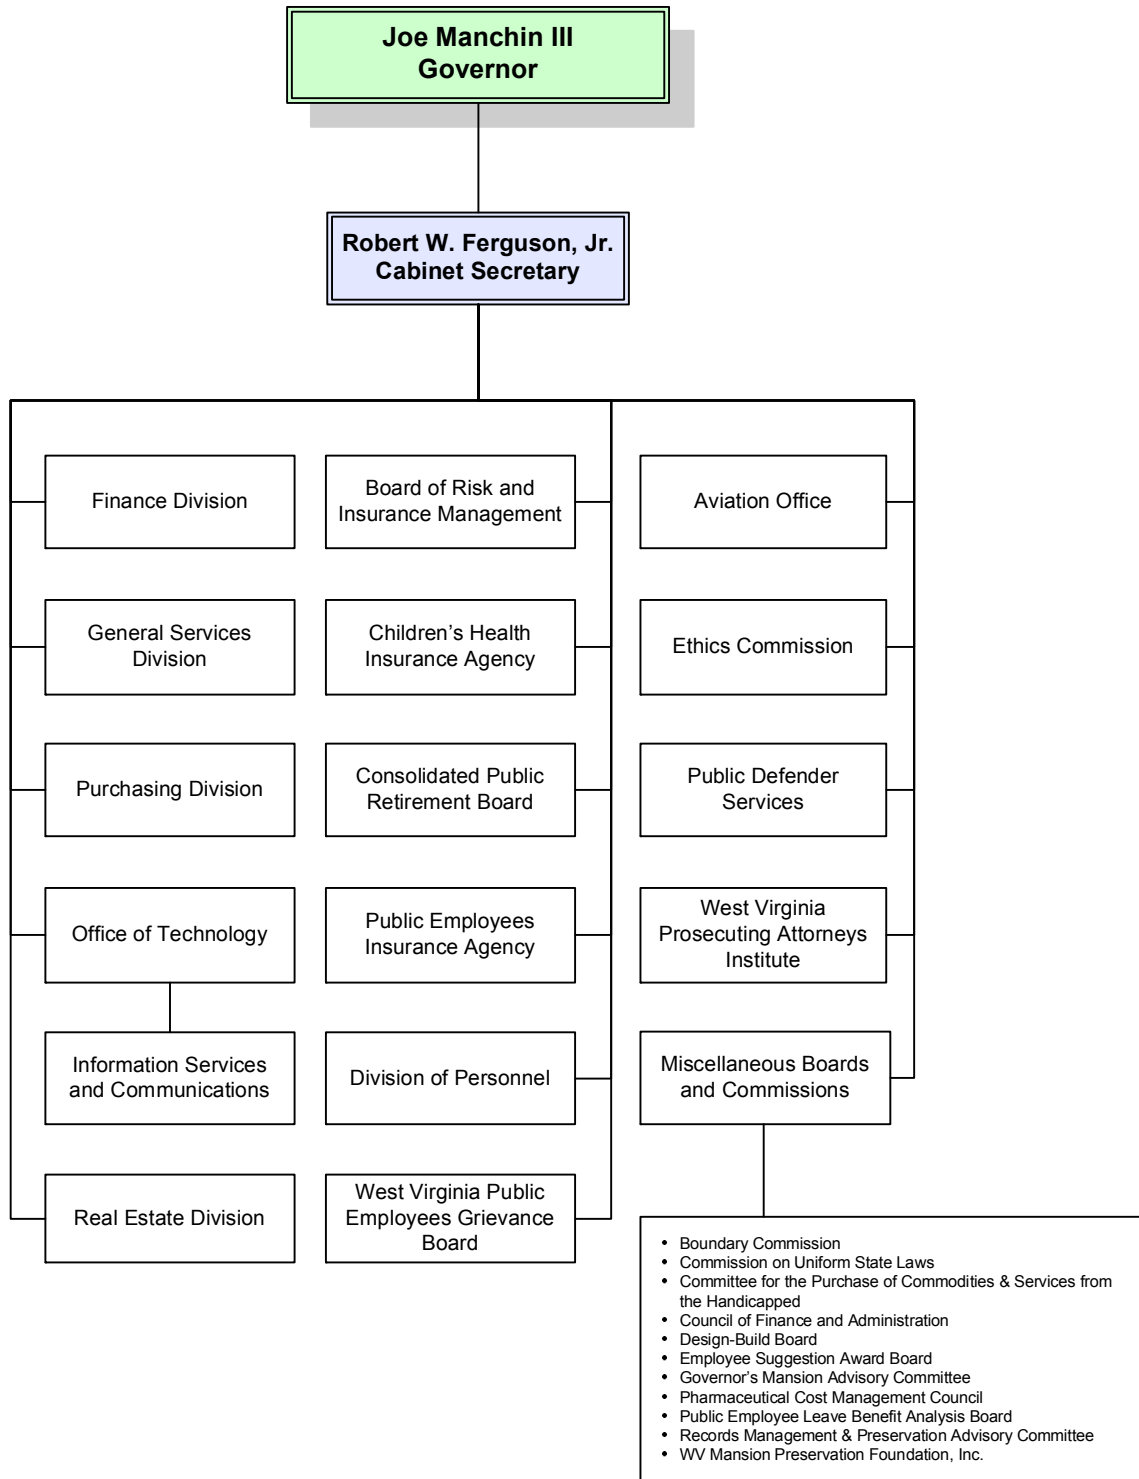 Joe Manchin III
Governor
Robert W. Ferguson, Jr.
Cabinet Secretary
Finance Division
Board of Risk and
Insurance Management
Aviation Office
General Services
Division
Children’s Health
Insurance Agency
Ethics Commission
Purchasing Division
Consolidated Public
Retirement Board
Public Defender
Services
Office of Technology
Public Employees
Insurance Agency
West Virginia
Prosecuting Attorneys
Institute
Information Services
and Communications
Division of Personnel
Miscellaneous Boards
and Commissions
Real Estate Division
West Virginia Public
Employees Grievance
Board
• Boundary Commission
• Commission on Uniform State Laws
• Committee for the Purchase of Commodities & Services from
the Handicapped
• Council of Finance and Administration
• Design-Build Board
• Employee Suggestion Award Board
• Governor’s Mansion Advisory Committee
• Pharmaceutical Cost Management Council
• Public Employee Leave Benefit Analysis Board
• Records Management & Preservation Advisory Committee
• WV Mansion Preservation Foundation, Inc.